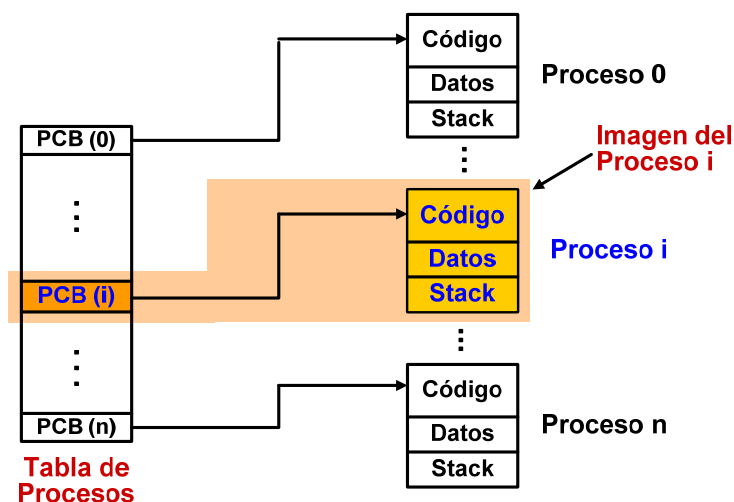 Código
Datos
Stack
Proceso 0
PCB (0)
Imagen del
Proceso i
Código
Datos
Stack
Proceso i
PCB (i)
Código
Datos
Stack
Proceso n
PCB (n)
Tabla de
Procesos